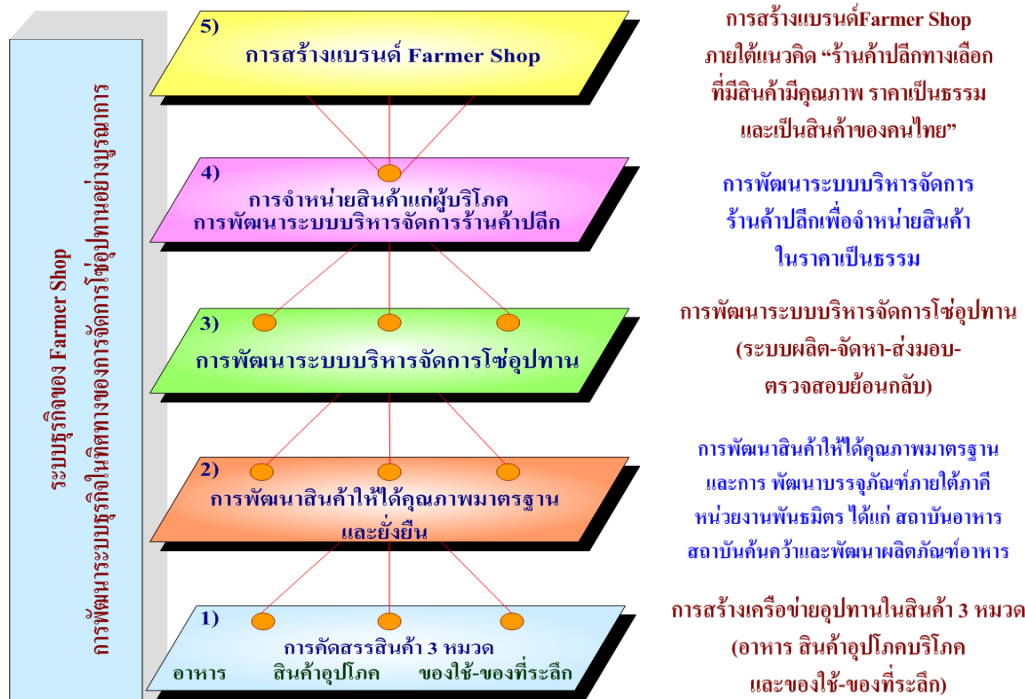 ระบบธุรกิจของ Farmer Shop
การพัฒนาระบบธุรกิจในทิศทางของการจัดการโซ่อุปทานอย่างบูรณาการ
5)
การสร้างแบรนด์ Farmer Shop
การสร้างแบรนด์Farmer Shop
ภายใต้แนวคิด “ร้านค้าปลีกทางเลือก
ที่มีสินค้ามีคุณภาพ ราคาเป็นธรรม
และเป็นสินค้าของคนไทย”
4)
การจำหน่ายสินค้าแก่ผู้บริโภค
การพัฒนาระบบบริหารจัดการร้านค้าปลีก
การพัฒนาระบบบริหารจัดการ
ร้านค้าปลีกเพื่อจำหน่ายสินค้า
ในราคาเป็นธรรม
3)
การพัฒนาระบบบริหารจัดการโซ่อุปทาน
การพัฒนาระบบบริหารจัดการโซ่อุปทาน
(ระบบผลิต-จัดหา-ส่งมอบ-
ตรวจสอบย้อนกลับ)
2)
การพัฒนาสินค้าให้ได้คุณภาพมาตรฐาน
และยั่งยืน
การพัฒนาสินค้าให้ได้คุณภาพมาตรฐาน
และการ พัฒนาบรรจุภัณฑ์ภายใต้ภาคี
หน่วยงานพันธมิตร ได้แก่ สถาบันอาหาร
สถาบันค้นคว้าและพัฒนาผลิตภัณฑ์อาหาร
1)
การคัดสรรสินค้า 3 หมวด
อาหาร สินค้าอุปโภค ของใช้-ของที่ระลึก
การสร้างเครือข่ายอุปทานในสินค้า 3 หมวด
(อาหาร สินค้าอุปโภคบริโภค
และของใช้-ของที่ระลึก)